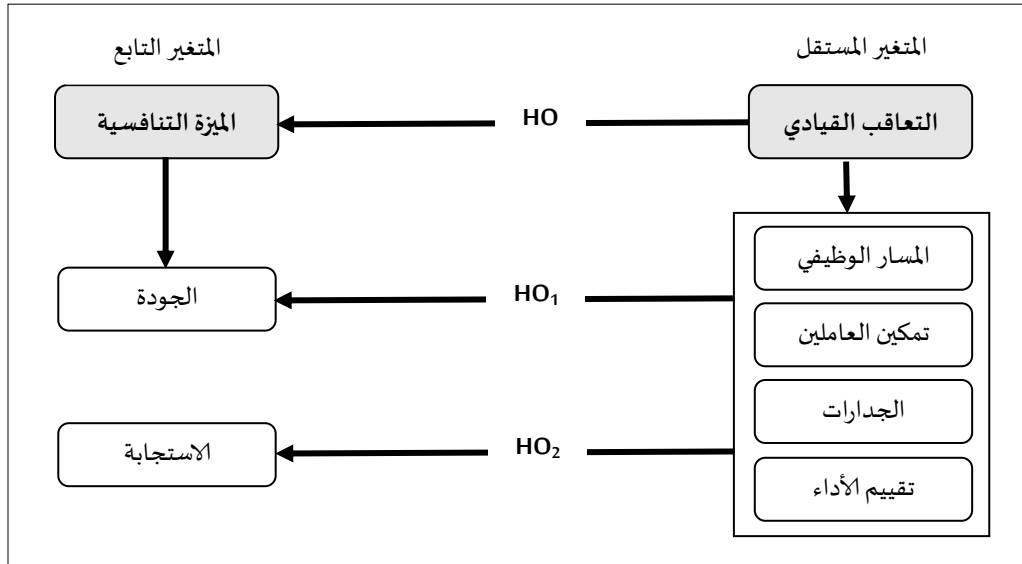 المتغير المستقل
المتغير التابع
التعاقب القيادي
HO
الميزة التنافسية
المسار الوظيفي
HO₁
الجودة
تمكين العاملين
الجدارات
HO₂
الاستجابة
تقييم الأداء